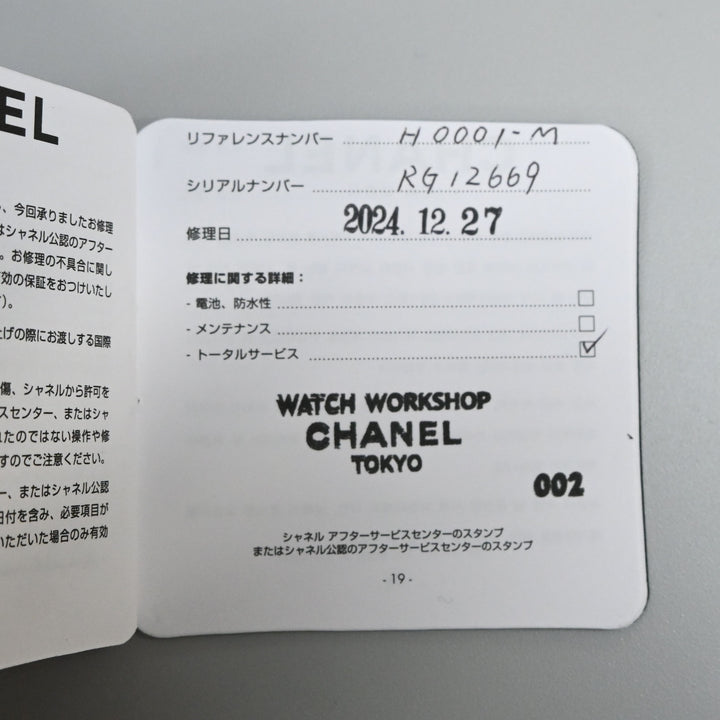 NEL
、今回承りましたお修理
はシャネル公認のアフター
。お修理の不具合に関し
効の保証をおつけいたし
)。
上げの際にお渡しする国際
傷、シャネルから許可を
スセンター、またはシャ
れたのではない操作や修
すのでご注意ください。
ー、またはシャネル公認
日付を含み、必要項目が
いただいた場合のみ有効
リファレンスナンバー H0001-M
シリアルナンバー RG12669
修理日 2024.12.27
修理に関する詳細：
- 電池、防水性
- メンテナンス
- トータルサービス
WATCH WORKSHOP
CHANEL
TOKYO
002
シャネル アフターサービスセンターのスタンプ
またはシャネル公認のアフターサービスセンターのスタンプ
- 19 -